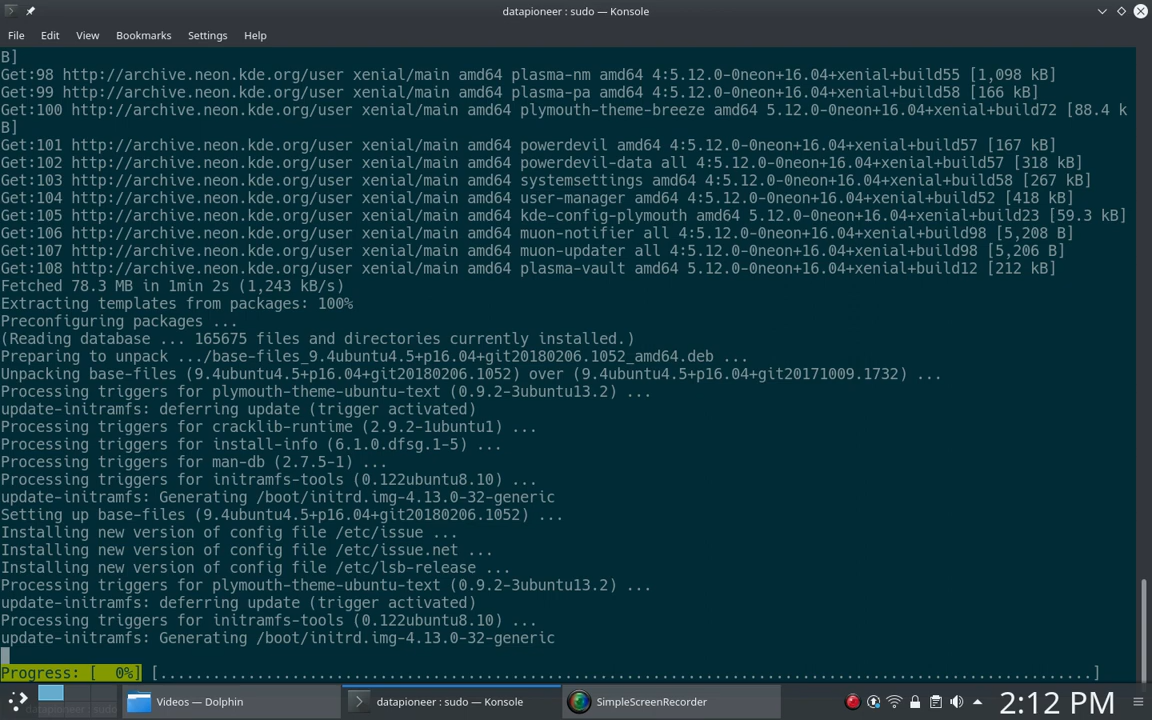 datapioneer : sudo — Konsole
File Edit View Bookmarks Settings Help
B]
Get:98 http://archive.neon.kde.org/user xenial/main amd64 plasma-nm amd64 4:5.12.0-0neon+16.04+xenial+build55 [1,098 kB]
Get:99 http://archive.neon.kde.org/user xenial/main amd64 plasma-pa amd64 4:5.12.0-0neon+16.04+xenial+build58 [166 kB]
Get:100 http://archive.neon.kde.org/user xenial/main amd64 plymouth-theme-breeze amd64 5.12.0-0neon+16.04+xenial+build72 [88.4 k
B]
Get:101 http://archive.neon.kde.org/user xenial/main amd64 powerdevil amd64 4:5.12.0-0neon+16.04+xenial+build57 [167 kB]
Get:102 http://archive.neon.kde.org/user xenial/main amd64 powerdevil-data all 4:5.12.0-0neon+16.04+xenial+build57 [318 kB]
Get:103 http://archive.neon.kde.org/user xenial/main amd64 systemsettings amd64 4:5.12.0-0neon+16.04+xenial+build58 [267 kB]
Get:104 http://archive.neon.kde.org/user xenial/main amd64 user-manager amd64 4:5.12.0-0neon+16.04+xenial+build52 [418 kB]
Get:105 http://archive.neon.kde.org/user xenial/main amd64 kde-config-plymouth amd64 5.12.0-0neon+16.04+xenial+build23 [59.3 kB]
Get:106 http://archive.neon.kde.org/user xenial/main amd64 muon-notifier all 4:5.12.0-0neon+16.04+xenial+build98 [5,208 B]
Get:107 http://archive.neon.kde.org/user xenial/main amd64 muon-updater all 4:5.12.0-0neon+16.04+xenial+build98 [5,206 B]
Get:108 http://archive.neon.kde.org/user xenial/main amd64 plasma-vault amd64 5.12.0-0neon+16.04+xenial+build12 [212 kB]
Fetched 78.3 MB in 1min 2s (1,243 kB/s)
Extracting templates from packages: 100%
Preconfiguring packages ...
(Reading database ... 165675 files and directories currently installed.)
Preparing to unpack .../base-files_9.4ubuntu4.5+p16.04+git20180206.1052_amd64.deb ...
Unpacking base-files (9.4ubuntu4.5+p16.04+git20180206.1052) over (9.4ubuntu4.5+p16.04+git20171009.1732) ...
Processing triggers for plymouth-theme-ubuntu-text (0.9.2-3ubuntu13.2) ...
update-initramfs: deferring update (trigger activated)
Processing triggers for cracklib-runtime (2.9.2-1ubuntu1) ...
Processing triggers for install-info (6.1.0.dfsg.1-5) ...
Processing triggers for man-db (2.7.5-1) ...
Processing triggers for initramfs-tools (0.122ubuntu8.10) ...
update-initramfs: Generating /boot/initrd.img-4.13.0-32-generic
Setting up base-files (9.4ubuntu4.5+p16.04+git20180206.1052) ...
Installing new version of config file /etc/issue ...
Installing new version of config file /etc/issue.net ...
Installing new version of config file /etc/lsb-release ...
Processing triggers for plymouth-theme-ubuntu-text (0.9.2-3ubuntu13.2) ...
update-initramfs: deferring update (trigger activated)
Processing triggers for initramfs-tools (0.122ubuntu8.10) ...
update-initramfs: Generating /boot/initrd.img-4.13.0-32-generic
Progress: [  0%] [..........................................................................................................]
Videos — Dolphin datapioneer : sudo — Konsole SimpleScreenRecorder 2:12 PM